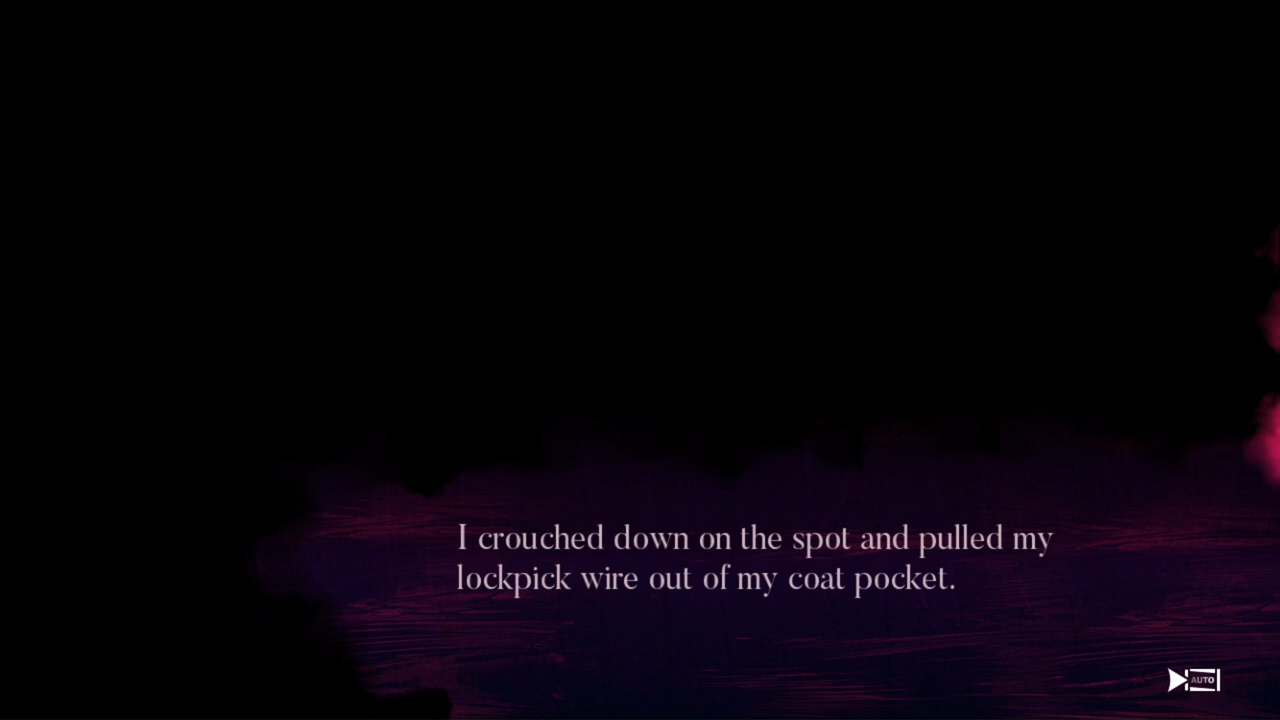 I crouched down on the spot and pulled my
lockpick wire out of my coat pocket.
AUTO